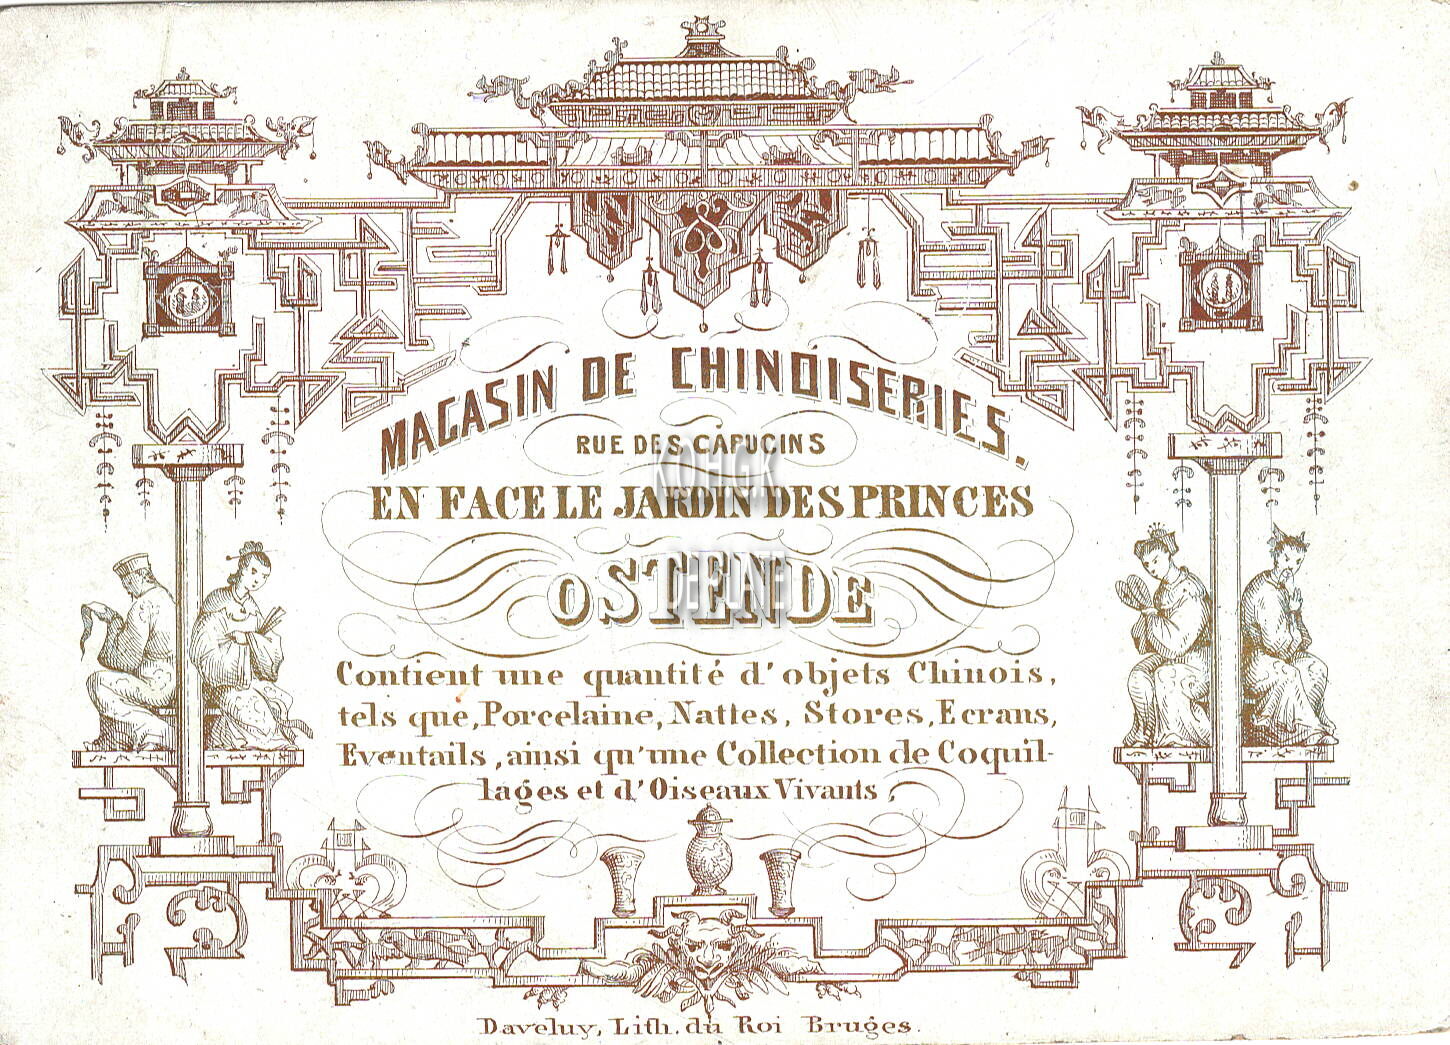 MAGASIN DE CHINOISERIES.
RUE DES CAPUCINS
EN FACE LE JARDIN DES PRINCES
OSTENDE
Contient une quantité d'objets Chinois,
tels que, Porcelaine, Nattes, Stores, Ecrans,
Eventails, ainsi qu'une Collection de Coquil-
lages et d'Oiseaux Vivants,
Daveluy, Lith. du Roi Bruges.